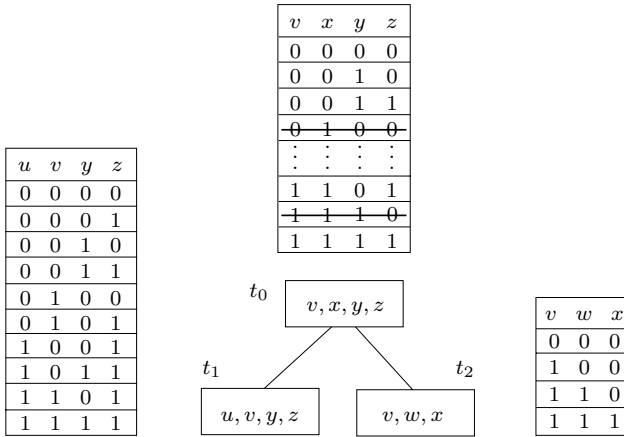 v x y z
0 0 0 0
0 0 1 0
0 0 1 1
0 1 0 0
⋮ ⋮ ⋮ ⋮
1 1 0 1
1 1 1 0
1 1 1 1
u v y z
0 0 0 0
0 0 0 1
0 0 1 0
0 0 1 1
0 1 0 0
0 1 0 1
1 0 0 1
1 0 1 1
1 1 0 1
1 1 1 1
t0
v, x, y, z
t1
u, v, y, z
t2
v, w, x
v w x
0 0 0
1 0 0
1 1 0
1 1 1